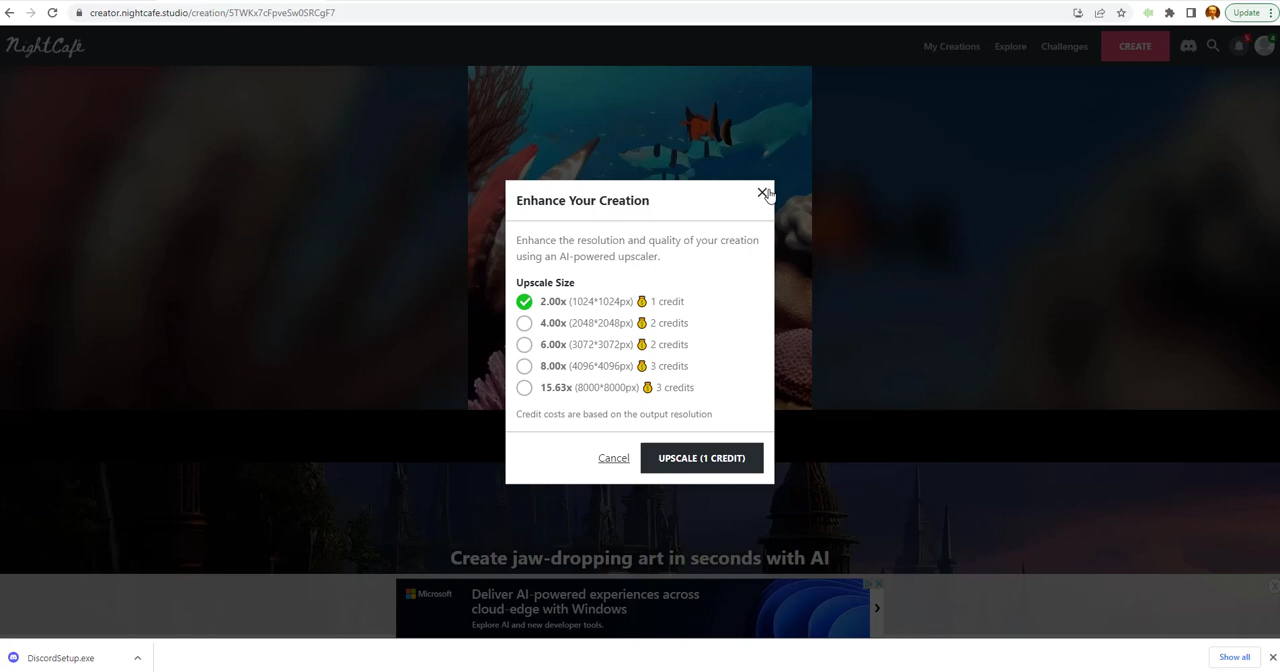 creator.nightcafe.studio/creation/5TWKx7cFpveSw0SRCgF7
Update
NightCafé
My Creations
Explore
Challenges
CREATE
5
4
Enhance Your Creation
Enhance the resolution and quality of your creation
using an AI-powered upscaler.
Upscale Size
2.00x (1024*1024px) 1 credit
4.00x (2048*2048px) 2 credits
6.00x (3072*3072px) 2 credits
8.00x (4096*4096px) 3 credits
15.63x (8000*8000px) 3 credits
Credit costs are based on the output resolution
Cancel
UPSCALE (1 CREDIT)
Create jaw-dropping art in seconds with AI
Microsoft
Deliver AI-powered experiences across
cloud-edge with Windows
Explore AI and new developer tools.
DiscordSetup.exe
Show all